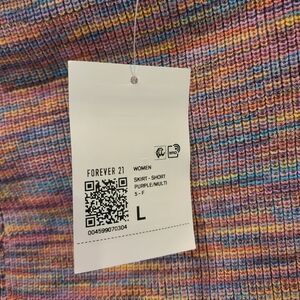 FOREVER 21
WOMEN
SKIRT - SHORT
PURPLE/MULTI
S - F
L
004599070304